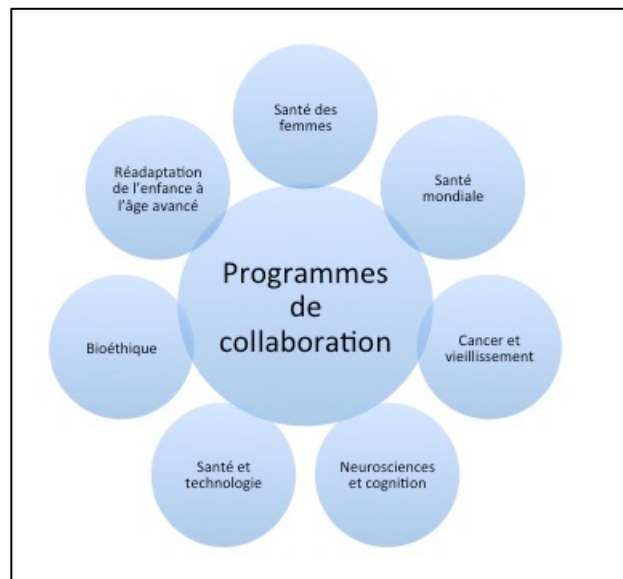 Santé des
femmes
Santé
mondiale
Cancer et
vieillissement
Neurosciences
et cognition
Santé et
technologie
Bioéthique
Réadaptation
de l'enfance à
l'âge avancé
Programmes
de
collaboration